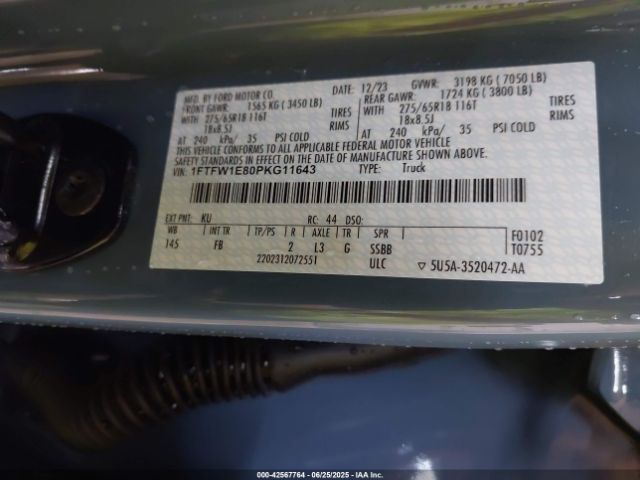 MFD. BY FORD MOTOR CO. DATE: 12/23 GVWR: 3198 KG ( 7050 LB)
FRONT GAWR: 1565 KG ( 3450 LB) REAR GAWR: 1724 KG ( 3800 LB)
WITH 275/65R18 116T TIRES WITH 275/65R18 116T TIRES
18x8.5J RIMS 18x8.5J RIMS
AT 240 kPa/ 35 PSI COLD AT 240 kPa/ 35 PSI COLD
THIS VEHICLE CONFORMS TO ALL APPLICABLE FEDERAL MOTOR VEHICLE
SAFETY STANDARDS IN EFFECT ON THE DATE OF MANUFACTURE SHOWN ABOVE.
VIN: 1FTFW1E80PKG11643 TYPE: Truck
EXT PNT: KU RC: 44 DSO:
WB INT TR TP/PS R AXLE TR SPR F0102
145 FB 2 L3 G SSBB T0755
2202312072551 ULC ▽ 5U5A-3520472-AA
000-42567764 - 06/25/2025 - IAA Inc.